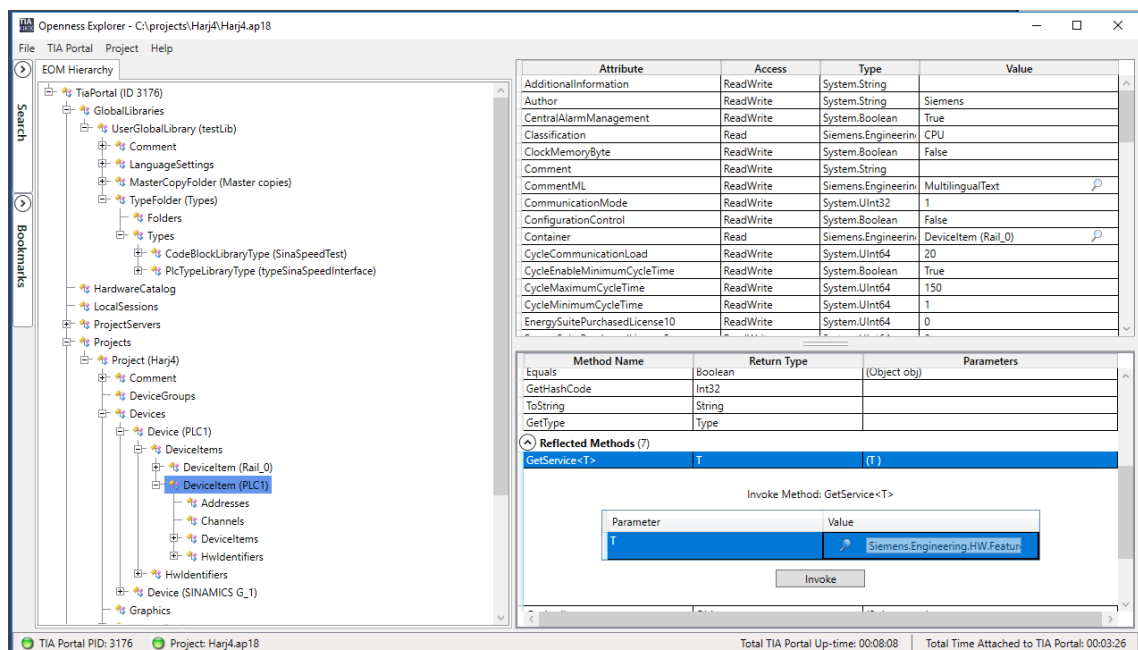 Openness Explorer - C:\projects\Harj4\Harj4.ap18
File TIA Portal Project Help
Search
Bookmarks
EOM Hierarchy
TiaPortal (ID 3176)
GlobalLibraries
UserGlobalLibrary (testLib)
Comment
LanguageSettings
MasterCopyFolder (Master copies)
TypeFolder (Types)
Folders
Types
CodeBlockLibraryType (SinaSpeedTest)
PlcTypeLibraryType (typeSinaSpeedInterface)
HardwareCatalog
LocalSessions
ProjectServers
Projects
Project (Harj4)
Comment
DeviceGroups
Devices
Device (PLC1)
DeviceItems
DeviceItem (Rail_0)
DeviceItem (PLC1)
Addresses
Channels
DeviceItems
HwIdentifiers
HwIdentifiers
Device (SINAMICS G_1)
Graphics
Attribute Access Type Value
AdditionalInformation ReadWrite System.String
Author ReadWrite System.String Siemens
CentralAlarmManagement ReadWrite System.Boolean True
Classification Read Siemens.Engineerin CPU
ClockMemoryByte ReadWrite System.Boolean False
Comment ReadWrite System.String
CommentML ReadWrite Siemens.Engineerin MultilingualText
CommunicationMode ReadWrite System.UInt32 1
ConfigurationControl ReadWrite System.Boolean False
Container Read Siemens.Engineerin DeviceItem (Rail_0)
CycleCommunicationLoad ReadWrite System.UInt64 20
CycleEnableMinimumCycleTime ReadWrite System.Boolean True
CycleMaximumCycleTime ReadWrite System.UInt64 150
CycleMinimumCycleTime ReadWrite System.UInt64 1
EnergySuitePurchasedLicense10 ReadWrite System.UInt64 0
Method Name Return Type Parameters
Equals Boolean (Object obj)
GetHashCode Int32
ToString String
GetType Type
Reflected Methods (7)
GetService<T> T (T )
Invoke Method: GetService<T>
Parameter Value
T Siemens.Engineering.HW.Feature
Invoke
TIA Portal PID: 3176 Project: Harj4.ap18 Total TIA Portal Up-time: 00:08:08 Total Time Attached to TIA Portal: 00:03:26